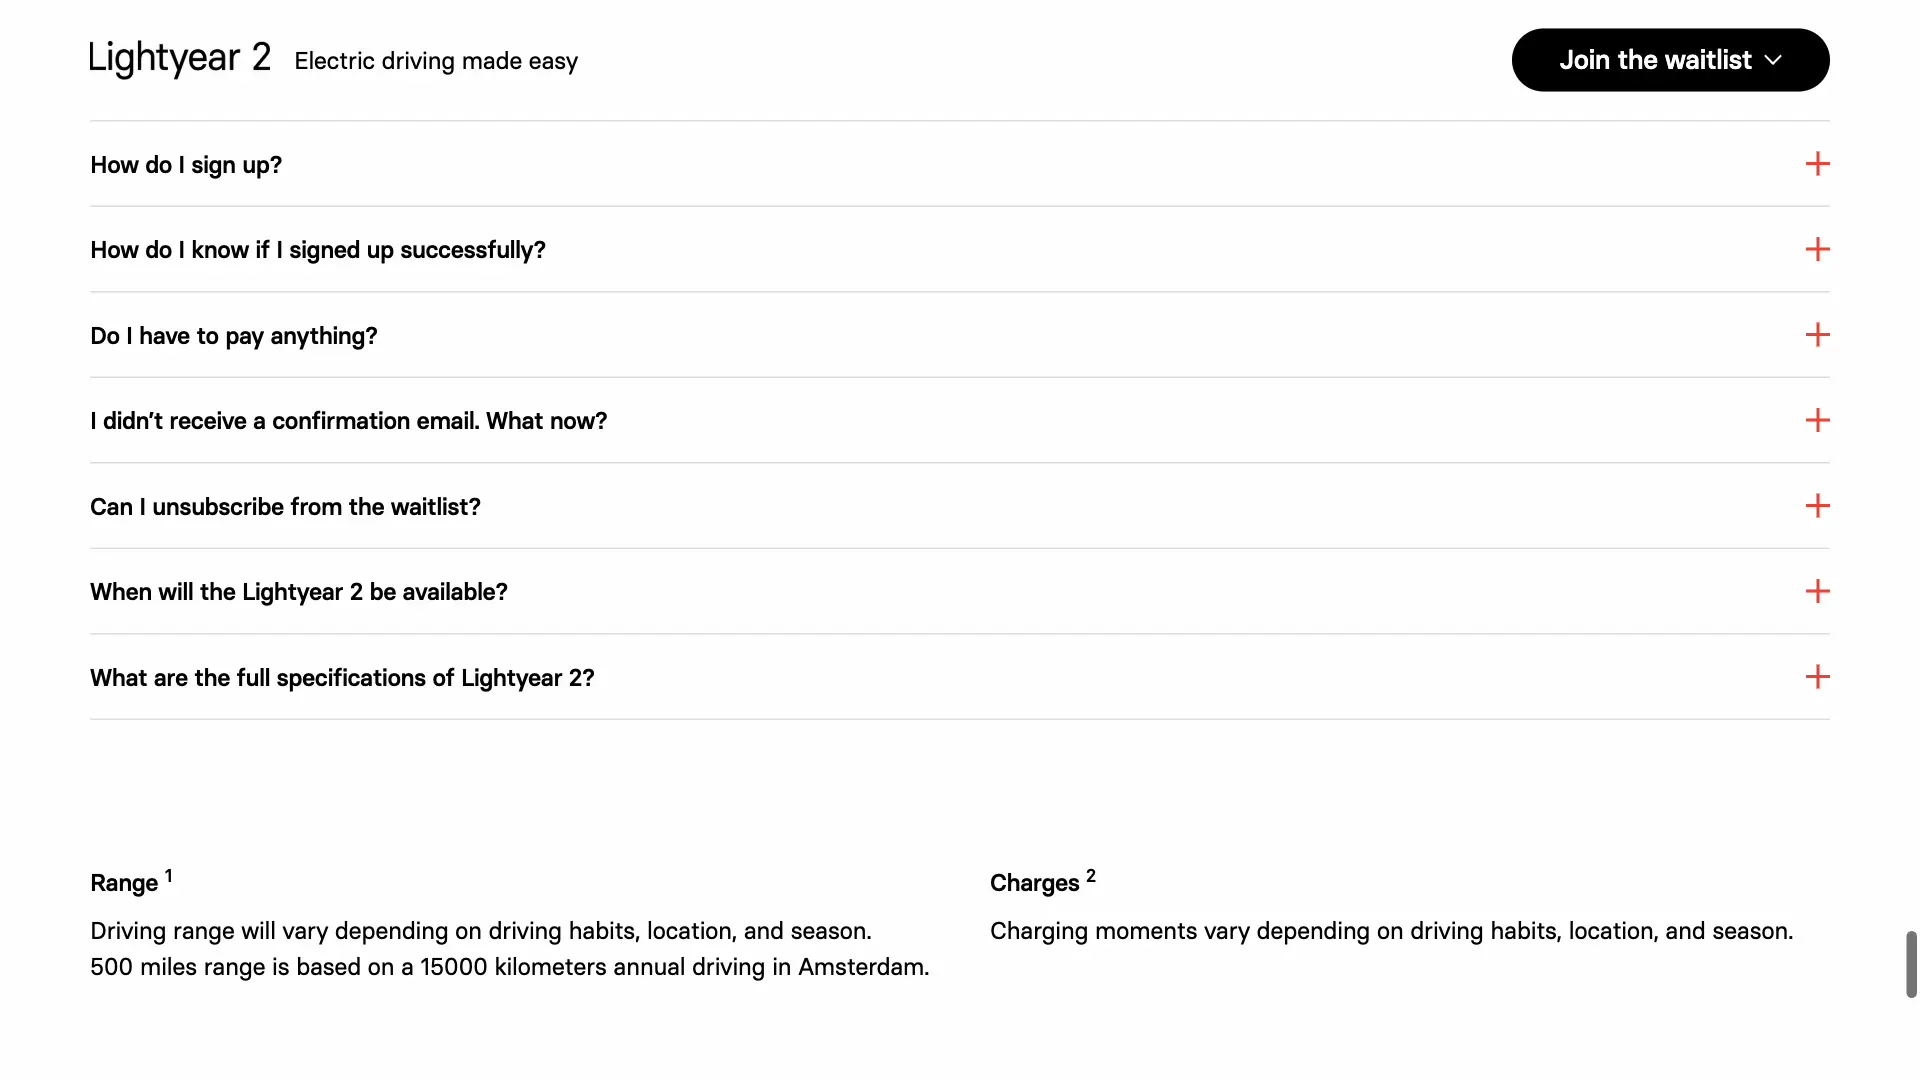 Lightyear 2 Electric driving made easy
Join the waitlist
How do I sign up?
How do I know if I signed up successfully?
Do I have to pay anything?
I didn’t receive a confirmation email. What now?
Can I unsubscribe from the waitlist?
When will the Lightyear 2 be available?
What are the full specifications of Lightyear 2?
Range 1
Driving range will vary depending on driving habits, location, and season.
500 miles range is based on a 15000 kilometers annual driving in Amsterdam.
Charges 2
Charging moments vary depending on driving habits, location, and season.